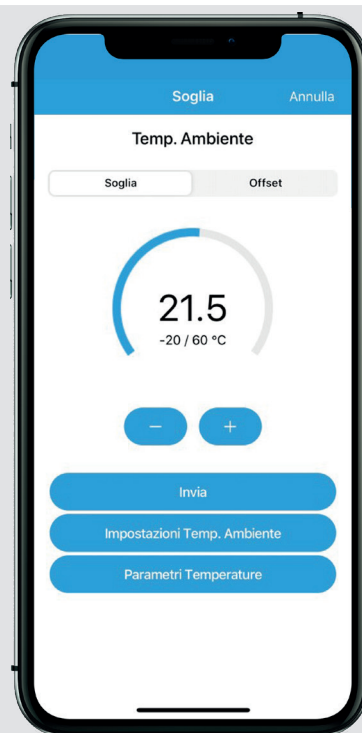 Soglia Annulla
Temp. Ambiente
Soglia Offset
21.5
-20 / 60 °C
− +
Invia
Impostazioni Temp. Ambiente
Parametri Temperature